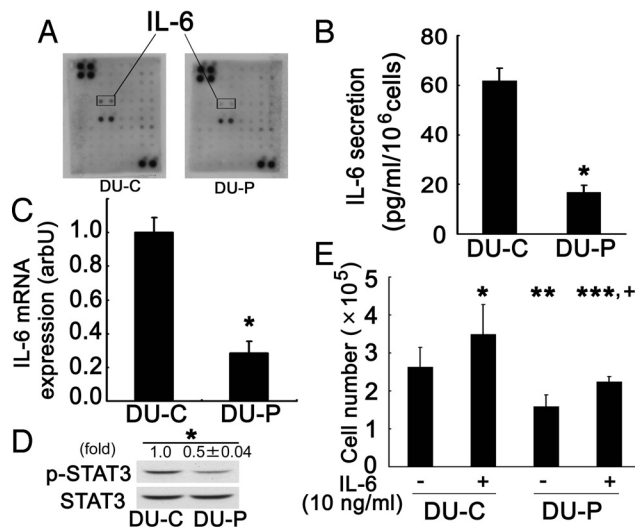 A
IL-6
DU-C
DU-P
B
IL-6 secretion
(pg/ml/10⁶cells)
80
60
40
20
0
*
DU-C
DU-P
C
IL-6 mRNA
expression (arbU)
1.0
0.8
0.6
0.4
0.2
0.0
*
DU-C
DU-P
D
*
(fold)
1.0
0.5±0.04
p-STAT3
STAT3
DU-C
DU-P
E
Cell number (×10⁵)
5
4
3
2
1
0
*
**
***,+
IL-6
- + - +
(10 ng/ml)
DU-C
DU-P